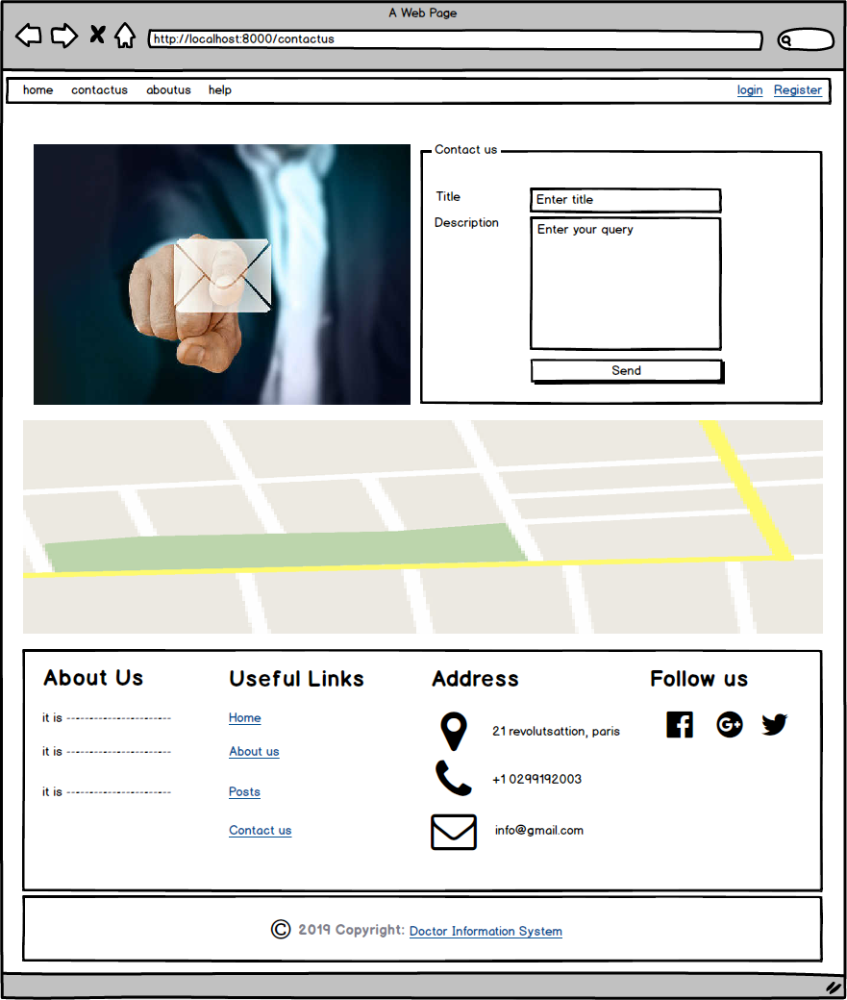 A Web Page
http://localhost:8000/contactus
home contactus aboutus help login Register
Contact us
Title Enter title
Description Enter your query
Send
About Us Useful Links Address Follow us
it is ----------------------- Home 21 revolutsattion, paris
it is ----------------------- About us
+1 0299192003
it is ----------------------- Posts
Contact us info@gmail.com
© 2019 Copyright: Doctor Information System